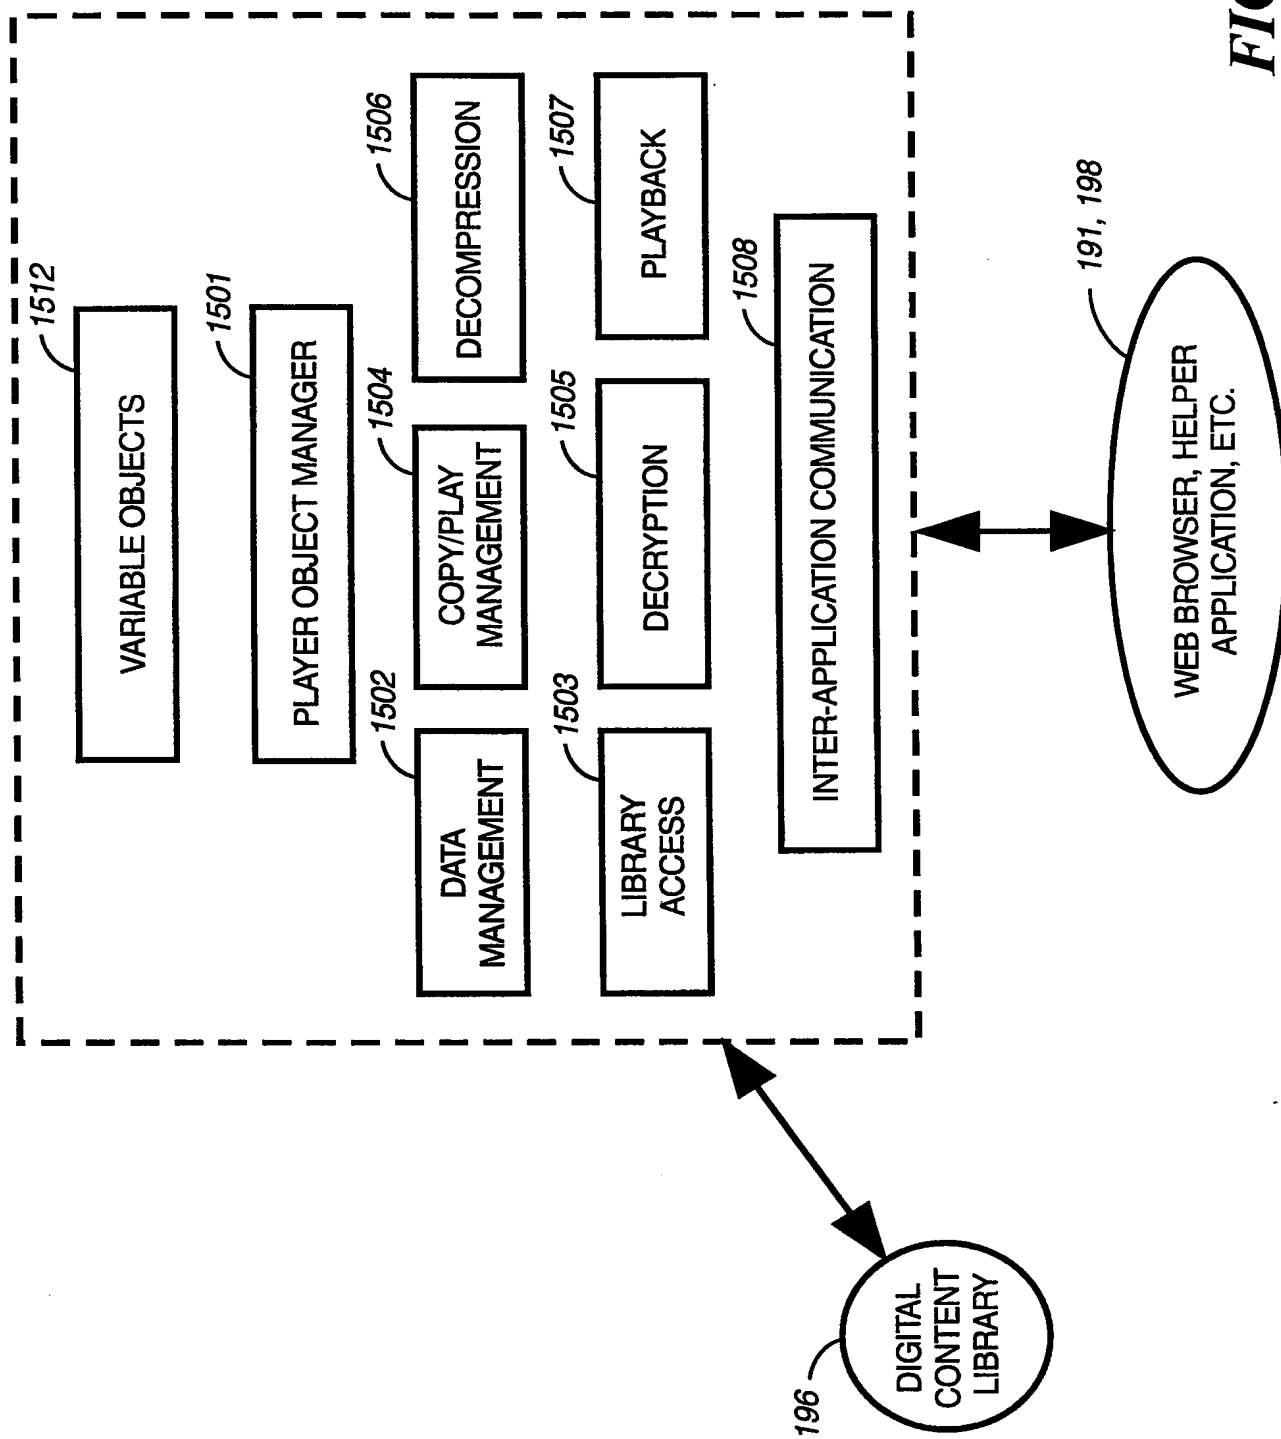 1512
VARIABLE OBJECTS
1501
PLAYER OBJECT MANAGER
1502
DATA
MANAGEMENT
1504
COPY/PLAY
MANAGEMENT
1506
DECOMPRESSION
1503
LIBRARY
ACCESS
1505
DECRYPTION
1507
PLAYBACK
1508
INTER-APPLICATION COMMUNICATION
196
DIGITAL
CONTENT
LIBRARY
191, 198
WEB BROWSER, HELPER
APPLICATION, ETC.